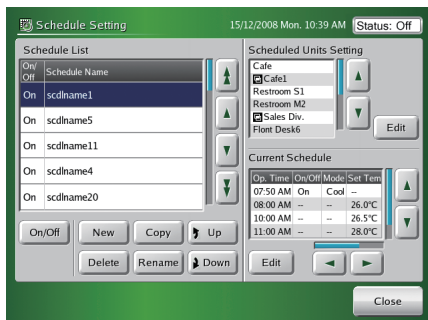 Schedule Setting
15/12/2008 Mon. 10:39 AM
Status: Off
Schedule List
On/Off Schedule Name
On scdlname1
On scdlname5
On scdlname11
On scdlname4
On scdlname20
On/Off New Copy Up
Delete Rename Down
Scheduled Units Setting
Cafe
Cafe1
Restroom S1
Restroom M2
Sales Div.
Flont Desk6
Edit
Current Schedule
Op. Time On/Off Mode Set Tem
07:50 AM On Cool --
08:00 AM -- -- 26.0°C
10:00 AM -- -- 26.5°C
11:00 AM -- -- 28.0°C
Edit
Close